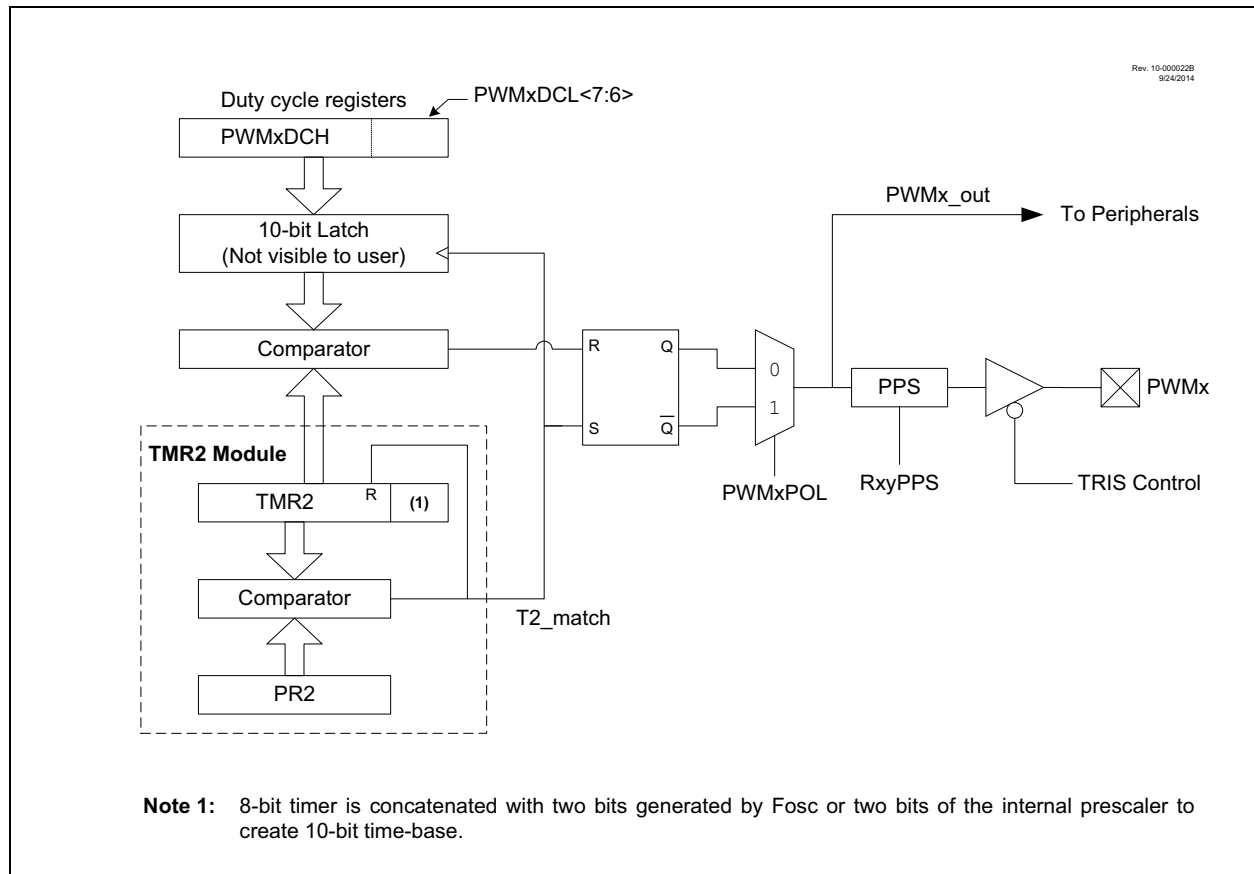 Rev. 10-000022B
9/24/2014
Duty cycle registers
PWMxDCL<7:6>
PWMxDCH
10-bit Latch
(Not visible to user)
Comparator
PWMx_out
To Peripherals
R
Q
S
Q̅
0
1
PWMxPOL
PPS
RxyPPS
PWMx
TRIS Control
TMR2 Module
R
TMR2
(1)
Comparator
T2_match
PR2
Note 1: 8-bit timer is concatenated with two bits generated by Fosc or two bits of the internal prescaler to
create 10-bit time-base.